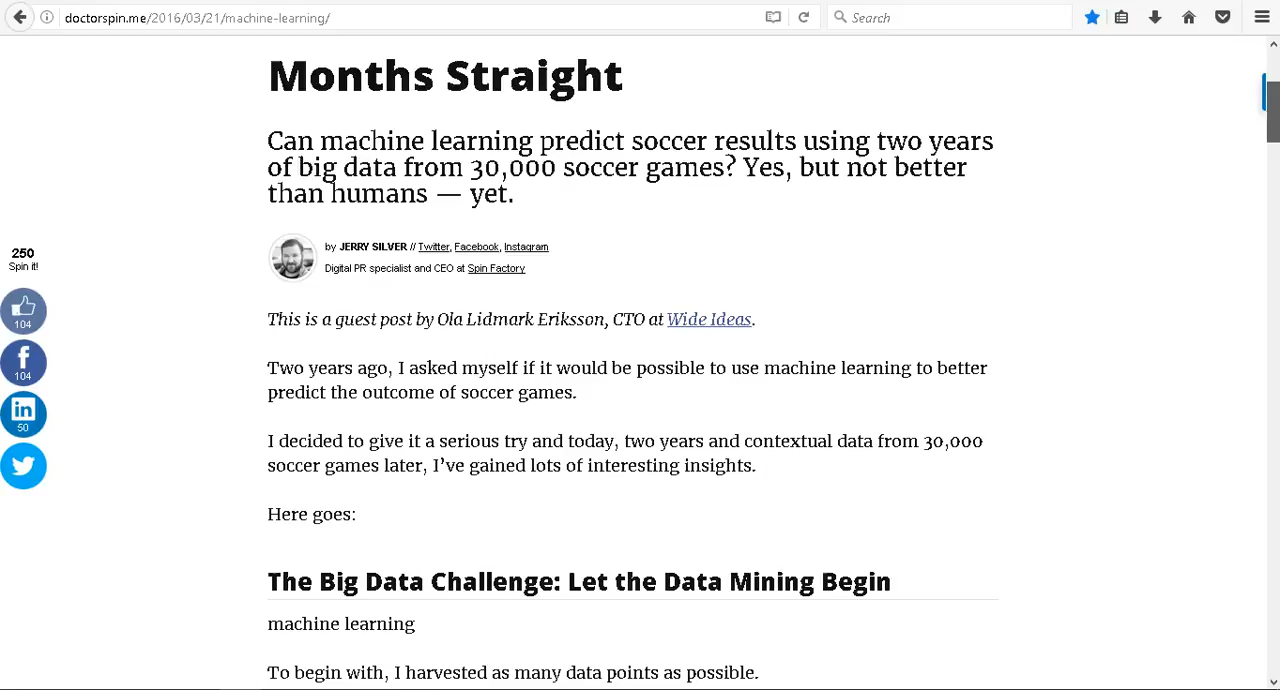 doctorspin.me/2016/03/21/machine-learning/
Search
Months Straight
Can machine learning predict soccer results using two years
of big data from 30,000 soccer games? Yes, but not better
than humans — yet.
by JERRY SILVER // Twitter, Facebook, Instagram
Digital PR specialist and CEO at Spin Factory
250
Spin it!
104
104
50
This is a guest post by Ola Lidmark Eriksson, CTO at Wide Ideas.
Two years ago, I asked myself if it would be possible to use machine learning to better
predict the outcome of soccer games.
I decided to give it a serious try and today, two years and contextual data from 30,000
soccer games later, I’ve gained lots of interesting insights.
Here goes:
The Big Data Challenge: Let the Data Mining Begin
machine learning
To begin with, I harvested as many data points as possible.